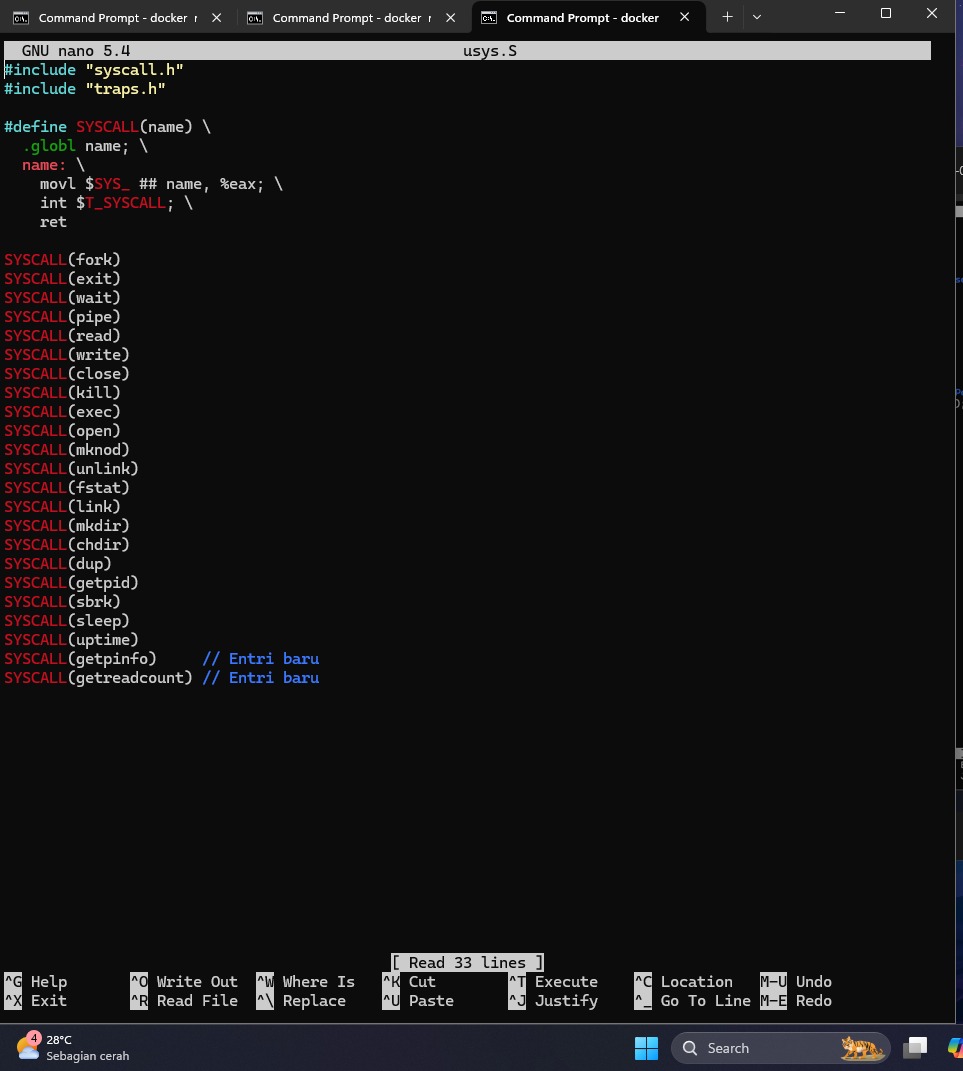 Command Prompt - docker r
Command Prompt - docker r
Command Prompt - docker
GNU nano 5.4 usys.S
#include "syscall.h"
#include "traps.h"
#define SYSCALL(name) \
  .globl name; \
  name: \
    movl $SYS_ ## name, %eax; \
    int $T_SYSCALL; \
    ret
SYSCALL(fork)
SYSCALL(exit)
SYSCALL(wait)
SYSCALL(pipe)
SYSCALL(read)
SYSCALL(write)
SYSCALL(close)
SYSCALL(kill)
SYSCALL(exec)
SYSCALL(open)
SYSCALL(mknod)
SYSCALL(unlink)
SYSCALL(fstat)
SYSCALL(link)
SYSCALL(mkdir)
SYSCALL(chdir)
SYSCALL(dup)
SYSCALL(getpid)
SYSCALL(sbrk)
SYSCALL(sleep)
SYSCALL(uptime)
SYSCALL(getpinfo)     // Entri baru
SYSCALL(getreadcount) // Entri baru
[ Read 33 lines ]
^G Help ^O Write Out ^W Where Is ^K Cut ^T Execute ^C Location M-U Undo
^X Exit ^R Read File ^\ Replace ^U Paste ^J Justify ^_ Go To Line M-E Redo
4
28°C
Sebagian cerah
Search